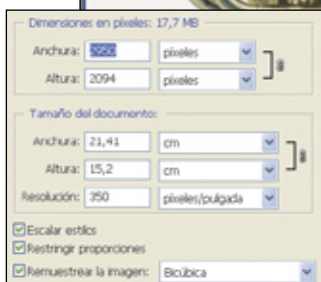 Dimensiones en píxeles: 17,7 MB
Anchura: 2950 píxeles
Altura: 2094 píxeles
Tamaño del documento:
Anchura: 21,41 cm
Altura: 15,2 cm
Resolución: 350 píxeles/pulgada
Escalar estilos
Restringir proporciones
Remuestrear la imagen: Bicúbica